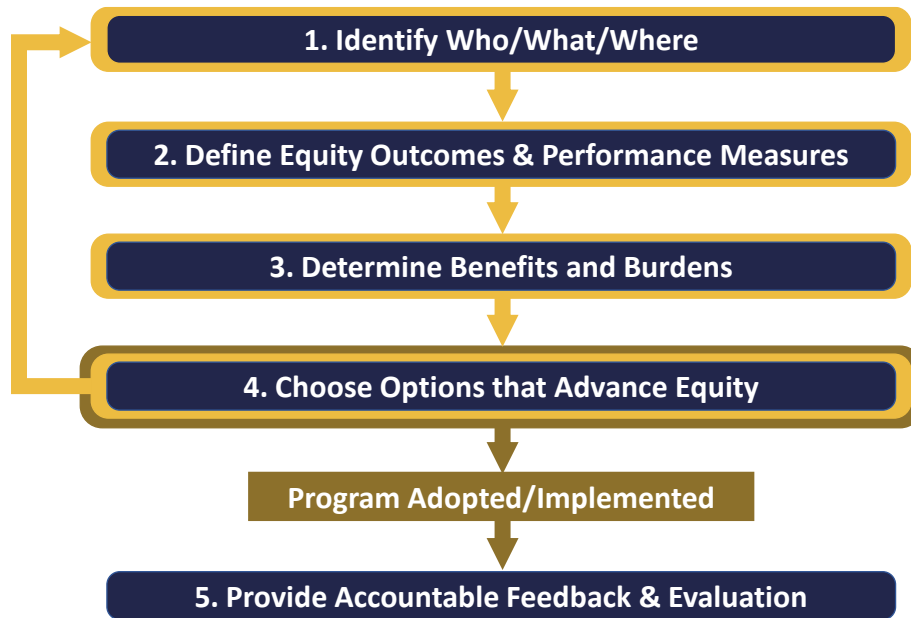 1. Identify Who/What/Where
2. Define Equity Outcomes & Performance Measures
3. Determine Benefits and Burdens
4. Choose Options that Advance Equity
Program Adopted/Implemented
5. Provide Accountable Feedback & Evaluation